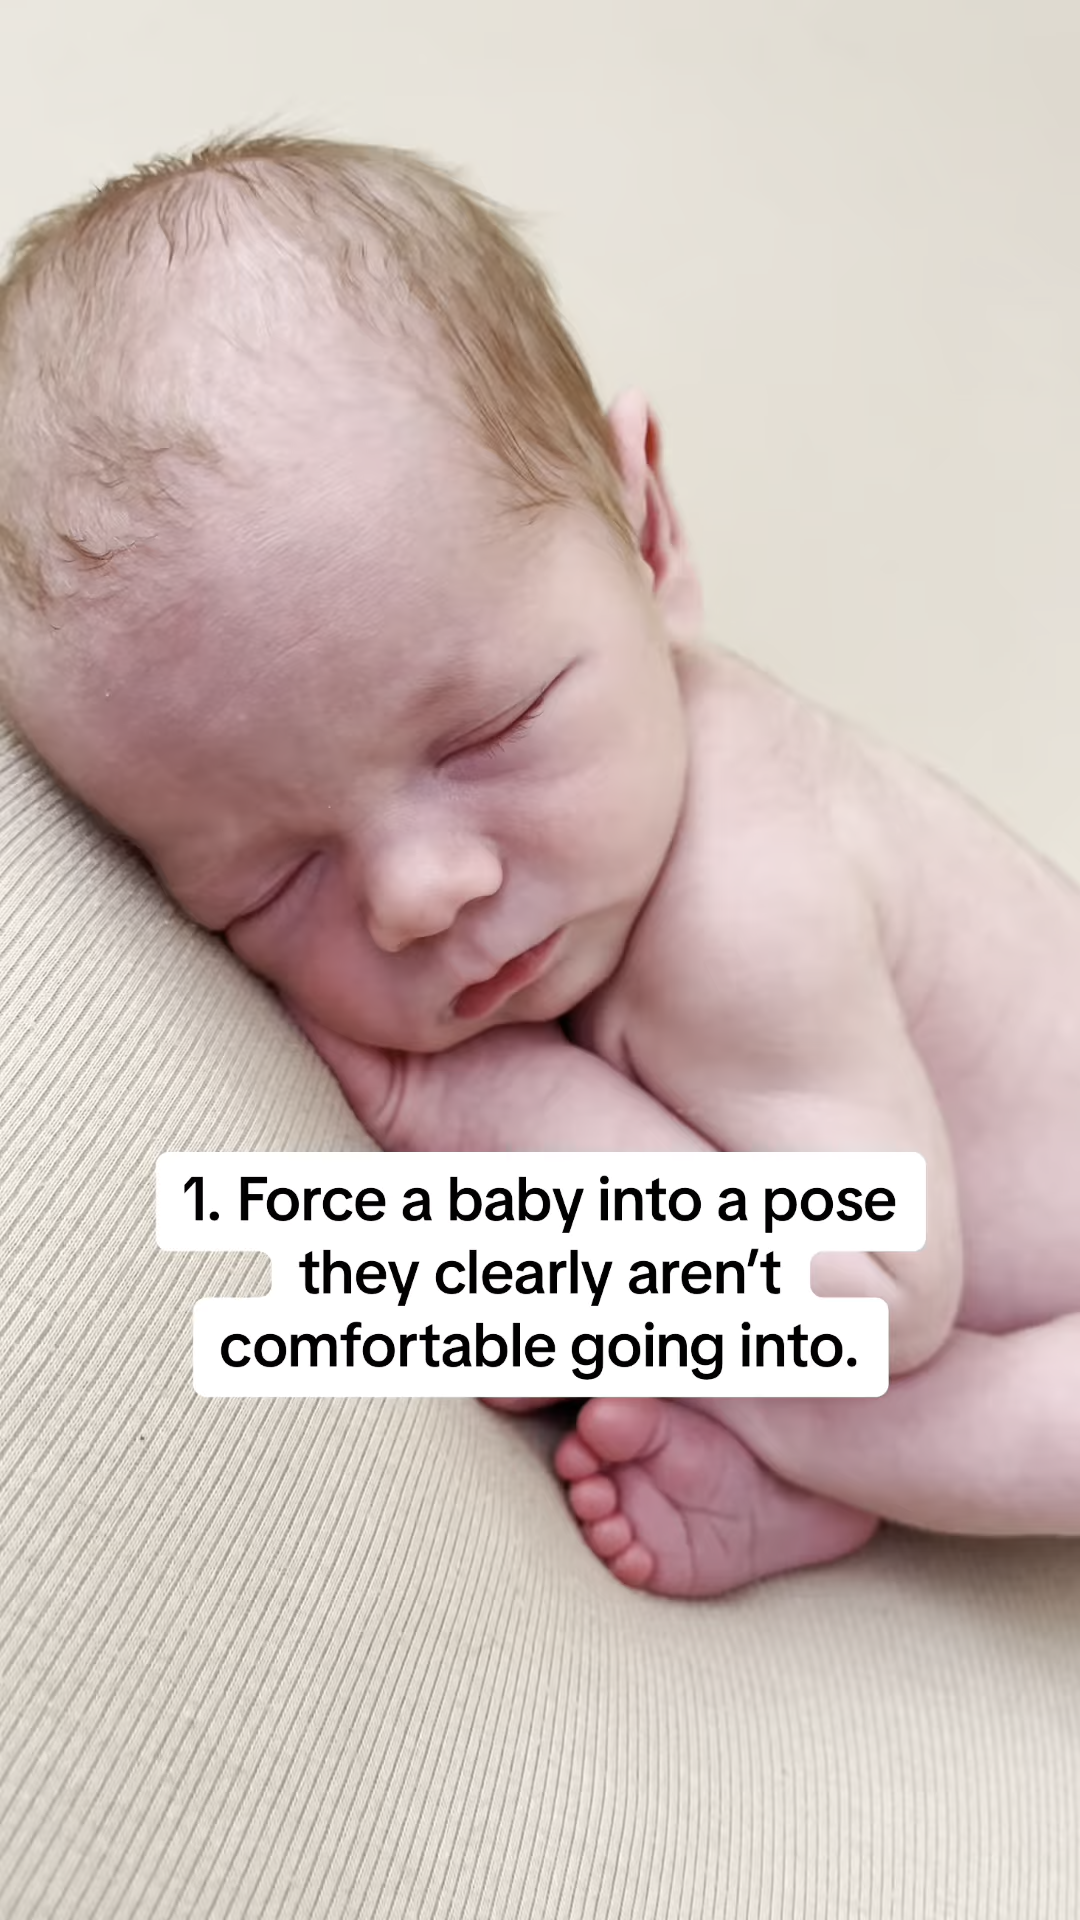 1. Force a baby into a pose
they clearly aren’t
comfortable going into.